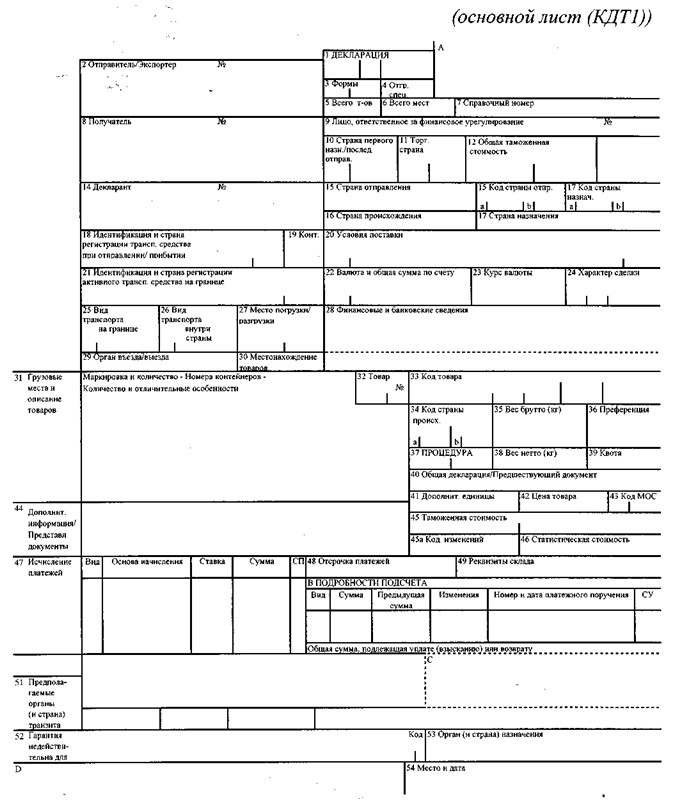 (основной лист (КДТ1))
А
1 ДЕКЛАРАЦИЯ
2 Отправитель/Экспортер №
3 Формы 4 Отгр. спец.
5 Всего т-ов 6 Всего мест 7 Справочный номер
8 Получатель №
9 Лицо, ответственное за финансовое урегулирование №
10 Страна первого назн./послед. отправ.
11 Торг. страна
12 Общая таможенная стоимость
14 Декларант №
15 Страна отправления
15 Код страны отпр.
a b
17 Код страны назнач.
a b
16 Страна происхождения
17 Страна назначения
18 Идентификация и страна
регистрации трансп. средства
при отправлении/ прибытии
19 Конт.
20 Условия поставки
21 Идентификация и страна регистрации
активного трансп. средства на границе
22 Валюта и общая сумма по счету
23 Курс валюты
24 Характер сделки
25 Вид
транспорта
на границе
26 Вид
транспорта
внутри
страны
27 Место погрузки/
разгрузки
28 Финансовые и банковские сведения
29 Орган въезда/выезда
30 Местонахождение
товаров
31 Грузовые
места и
описание
товаров
Маркировка и количество - Номера контейнеров -
Количество и отличительные особенности
32 Товар
№
33 Код товара
34 Код страны
происх.
a b
35 Вес брутто (кг)
36 Преференция
37 ПРОЦЕДУРА
38 Вес нетто (кг)
39 Квота
40 Общая декларация/Предшествующий документ
41 Дополнит. единицы
42 Цена товара
43 Код МОС
44 Дополнит.
информация/
Представл
документы
45 Таможенная стоимость
45а Код изменений
46 Статистическая стоимость
47 Исчисление
платежей
Вид Основа начисления Ставка Сумма СП
48 Отсрочка платежей
49 Реквизиты склада
В ПОДРОБНОСТИ ПОДСЧЕТА
Вид Сумма Предыдущая сумма Изменения Номер и дата платежного поручения СУ
Общая сумма, подлежащая уплате (взысканию) или возврату
С
51 Предпола-
гаемые
органы
(и страна)
транзита
52 Гарантия
недействи-
тельна для
Код
53 Орган (и страна) назначения
D
54 Место и дата